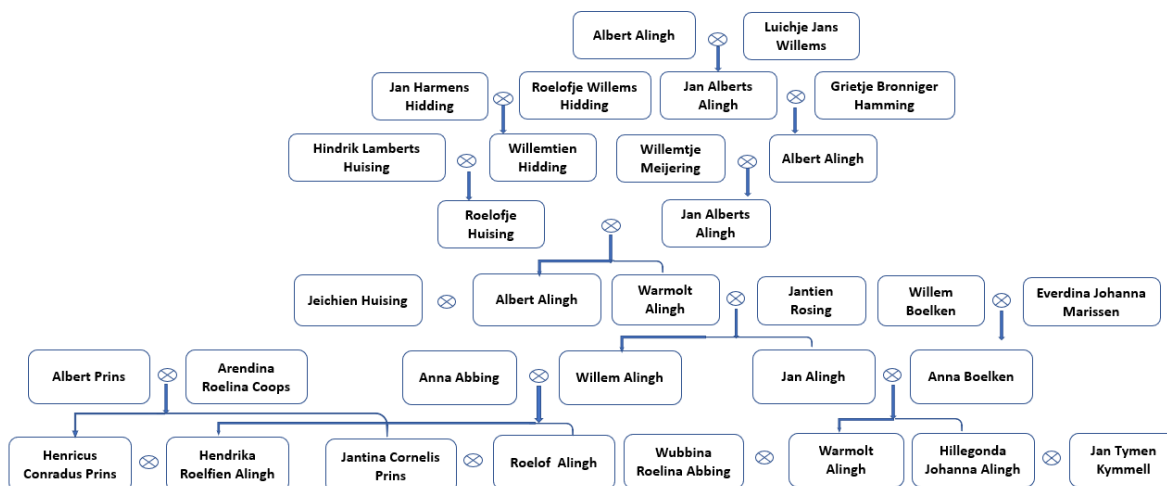 Albert Alingh
Luichje Jans
Willems
Jan Harmens
Hidding
Roelofje Willems
Hidding
Jan Alberts
Alingh
Grietje Bronniger
Hamming
Hindrik Lamberts
Huising
Willemtien
Hidding
Willemtje
Meijering
Albert Alingh
Roelofje
Huising
Jan Alberts
Alingh
Jeichien Huising
Albert Alingh
Warmolt
Alingh
Jantien
Rosing
Willem
Boelken
Everdina Johanna
Marissen
Albert Prins
Arendina
Roelina Coops
Anna Abbing
Willem Alingh
Jan Alingh
Anna Boelken
Henricus
Conradus Prins
Hendrika
Roelfien Alingh
Jantina Cornelis
Prins
Roelof Alingh
Wubbina
Roelina Abbing
Warmolt
Alingh
Hillegonda
Johanna Alingh
Jan Tymen
Kymmell